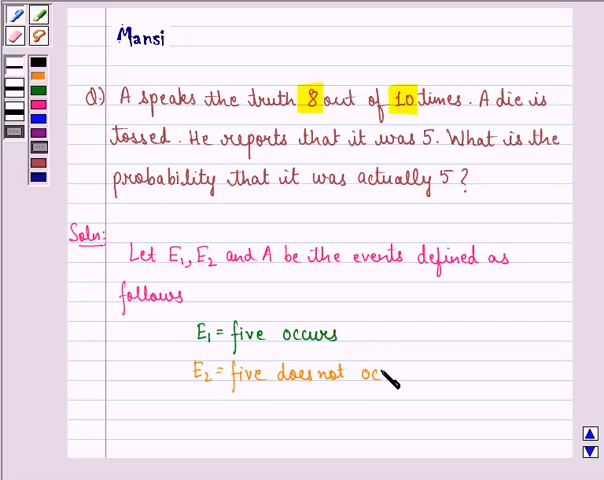 Mansi
Q) A speaks the truth 8 out of 10 times. A die is
tossed. He reports that it was 5. What is the
probability that it was actually 5?
Soln:
Let E₁, E₂ and A be the events defined as
follows
E₁ = five occurs
E₂ = five does not oc